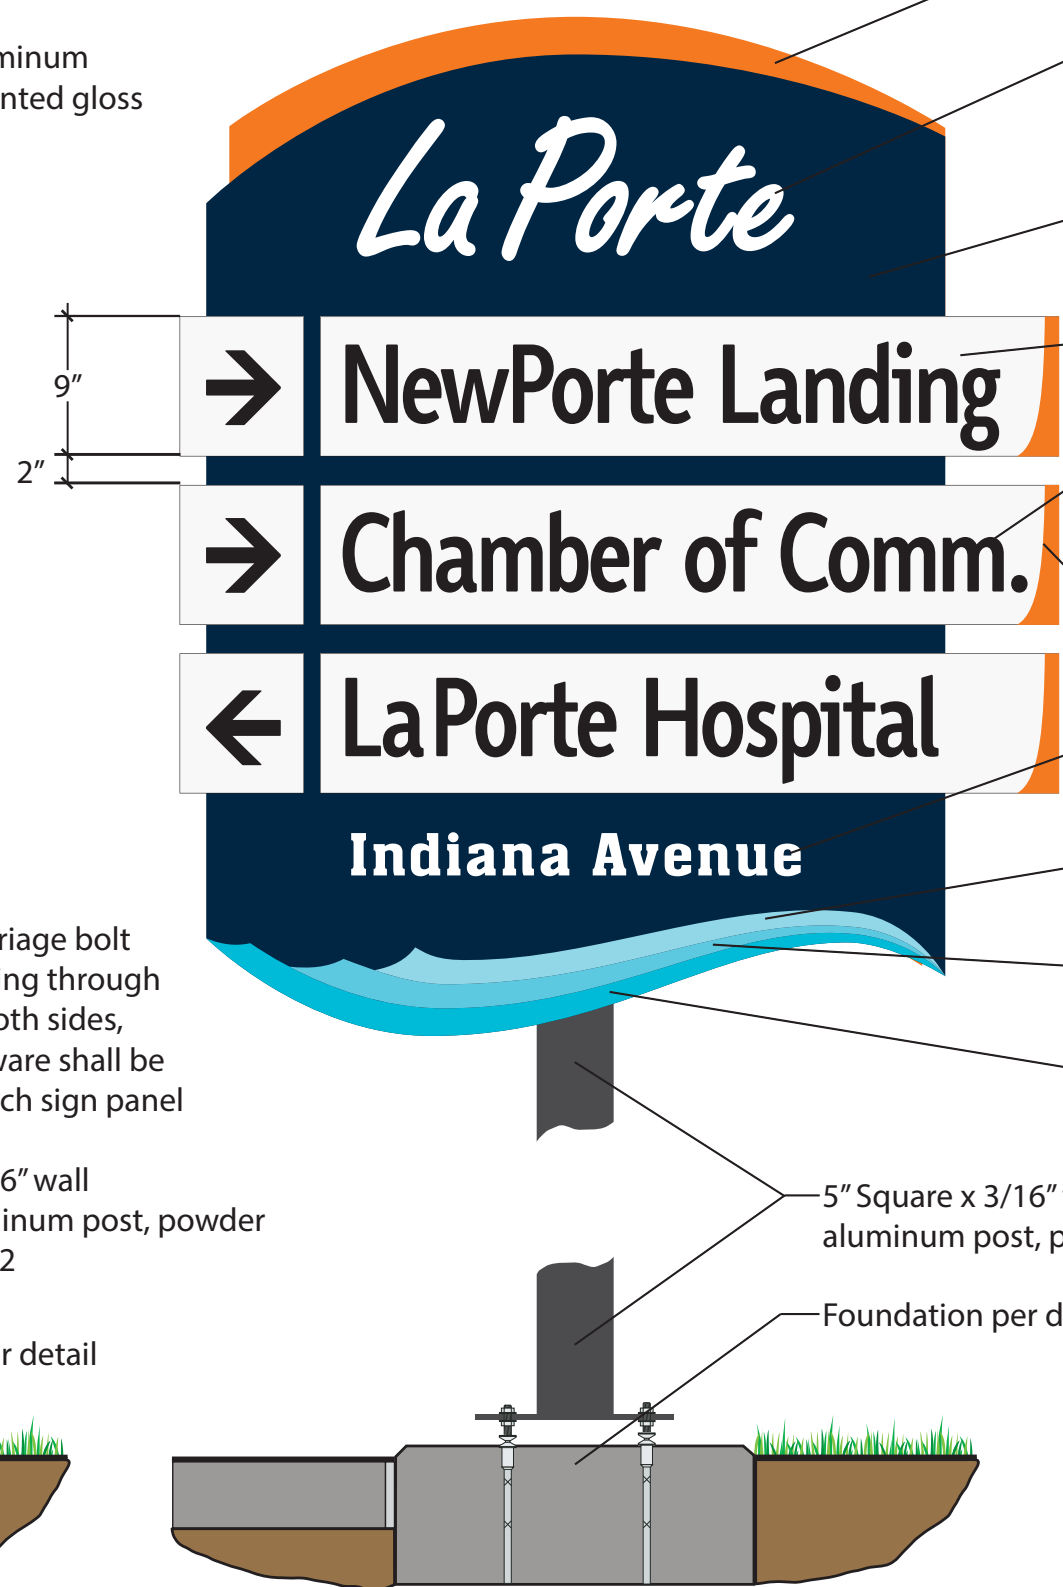 minum
nted gloss
La Porte
9”
NewPorte Landing
2”
Chamber of Comm.
LaPorte Hospital
Indiana Avenue
riage bolt
ing through
oth sides,
ware shall be
ch sign panel
6” wall
inum post, powder
2
5” Square x 3/16”
aluminum post, p
Foundation per d
r detail